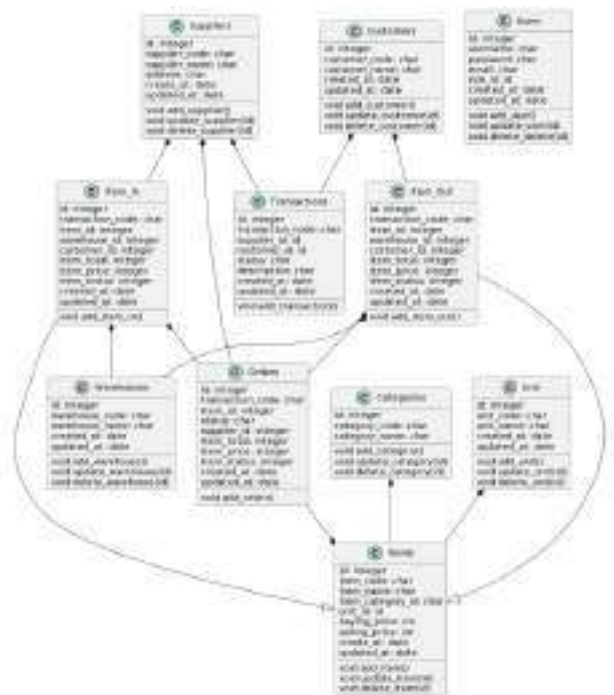 Suppliers
id: integer
supplier_code: char
supplier_name: char
address: char
create_at: date
updated_at: date
void add_supplier()
void update_supplier(id)
void delete_supplier(id)
Customers
id: integer
customer_code: char
customer_name: char
created_at: date
updated_at: date
void add_customer()
void update_customer(id)
void delete_customer(id)
id: integer
username: char
password: char
email: char
created_at: date
updated_at: date
void add_user()
void update_user(id)
Item_In
id: integer
transaction_code: char
item_id: integer
warehouse_id: integer
customer_id: integer
item_total: integer
item_price: integer
item_status: integer
created_at: date
updated_at: date
void add_item_in()
Transactions
id: integer
transaction_code: char
supplier_id: id
customer_id: id
status: char
description: char
created_at: date
updated_at: date
void add_transaction()
Item_Out
id: integer
transaction_code: char
item_id: integer
warehouse_id: integer
customer_id: integer
item_total: integer
item_price: integer
item_status: integer
created_at: date
updated_at: date
void add_item_out()
Warehouses
id: integer
warehouse_code: char
warehouse_name: char
created_at: date
updated_at: date
void add_warehouse()
void update_warehouse(id)
void delete_warehouse(id)
Orders
id: integer
transaction_code: char
item_id: integer
status: char
supplier_id: integer
item_total: integer
item_price: integer
item_status: integer
created_at: date
updated_at: date
void add_order()
Categories
id: integer
category_code: char
category_name: char
void add_category()
void update_category(id)
void delete_category(id)
Unit
id: integer
unit_code: char
unit_name: char
created_at: date
updated_at: date
void add_unit()
void update_unit(id)
void delete_unit(id)
Items
id: integer
item_code: char
item_name: char
item_category_id: char
unit_id: id
buying_price: int
selling_price: int
create_at: date
updated_at: date
void add_item()
void update_item(id)
void delete_item(id)